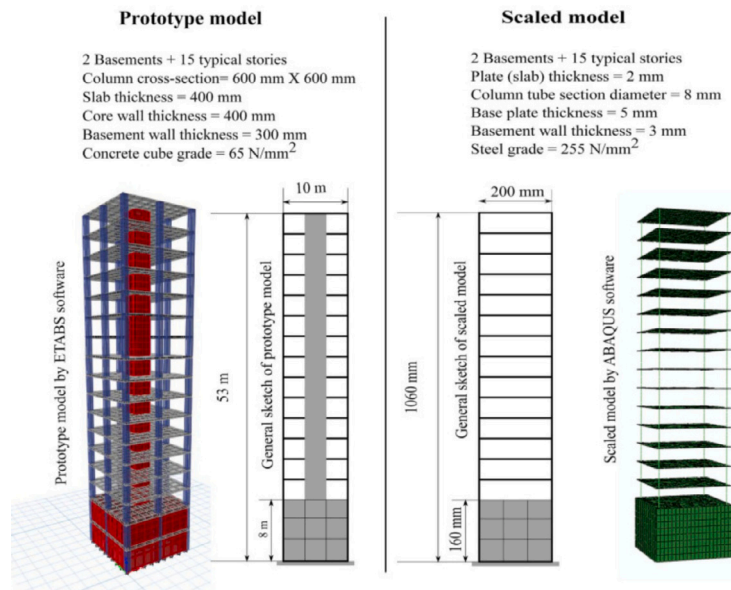 Prototype model
2 Basements + 15 typical stories
Column cross-section= 600 mm X 600 mm
Slab thickness = 400 mm
Core wall thickness = 400 mm
Basement wall thickness = 300 mm
Concrete cube grade = 65 N/mm²
10 m
Prototype model by ETABS software
53 m
General sketch of prototype model
8 m
Scaled model
2 Basements + 15 typical stories
Plate (slab) thickness = 2 mm
Column tube section diameter = 8 mm
Base plate thickness = 5 mm
Basement wall thickness = 3 mm
Steel grade = 255 N/mm²
200 mm
1060 mm
General sketch of scaled model
160 mm
Scaled model by ABAQUS software